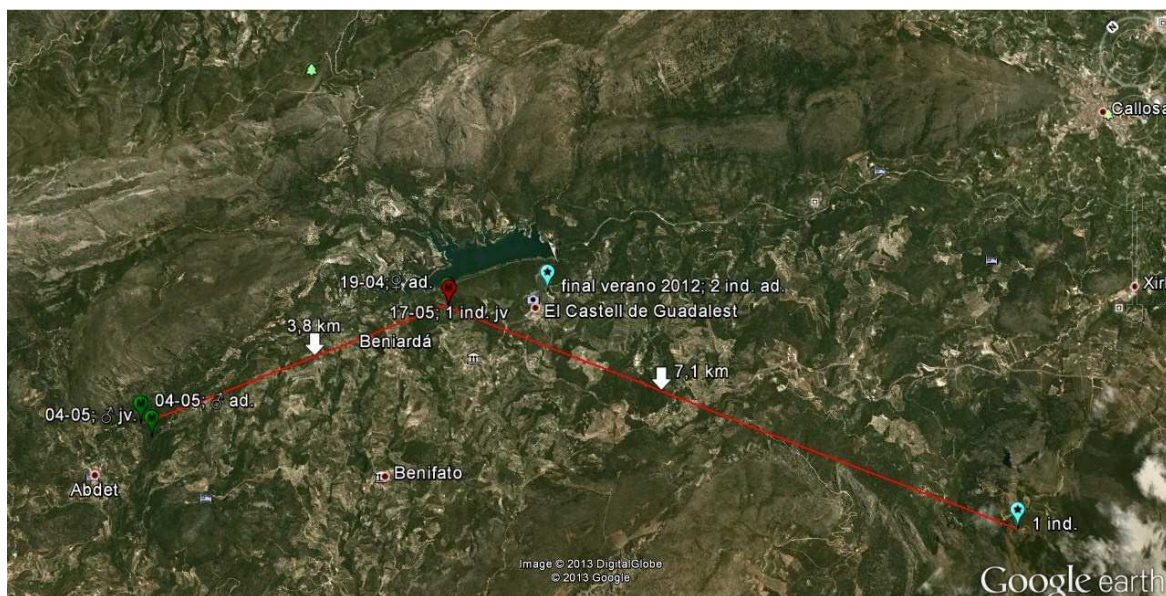 N
Callosa
19-04;♀ ad.
final verano 2012; 2 ind. ad.
17-05; 1 ind. jv
El Castell de Guadalest
3,8 km
Beniardá
7,1 km
04-05; ♂ jv.
04-05; ♂ ad.
Benifato
Abdet
1 ind.
Image © 2013 DigitalGlobe
© 2013 Google
Google earth